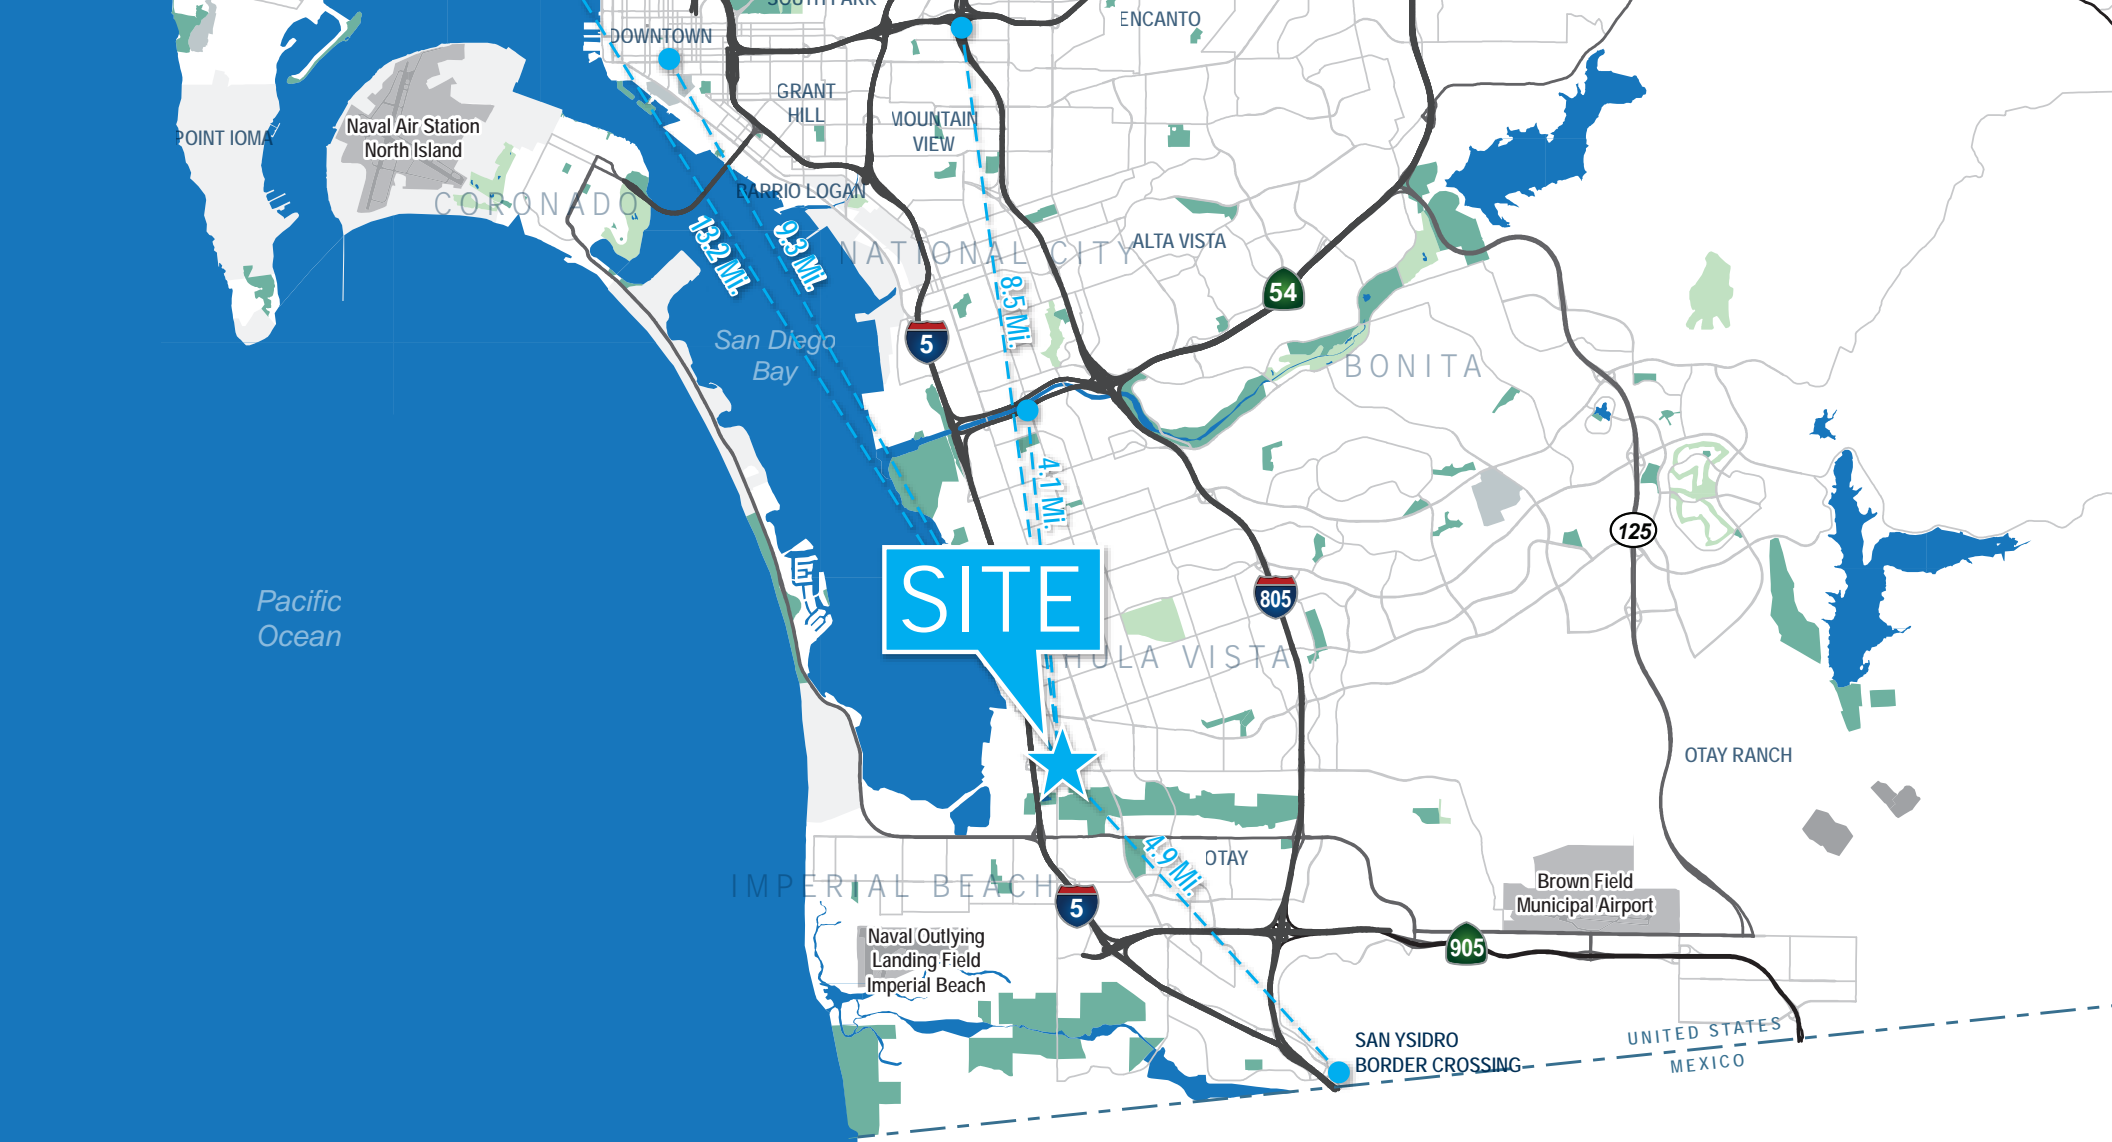 SOUTH PARK
ENCANTO
DOWNTOWN
GRANT
HILL
MOUNTAIN
VIEW
Naval Air Station
North Island
POINT lOMA
CORONADO
BARRIO LOGAN
13.2 Mi.
9.3 Mi.
NATIONAL CITY
ALTA VISTA
8.5 Mi.
54
5
San Diego
Bay
BONITA
4.1 Mi.
125
SITE
805
Pacific
Ocean
HULA VISTA
OTAY RANCH
4.9 Mi.
OTAY
IMPERIAL BEACH
5
Brown Field
Municipal Airport
905
Naval Outlying
Landing Field
Imperial Beach
SAN YSIDRO
BORDER CROSSING
UNITED STATES
MEXICO